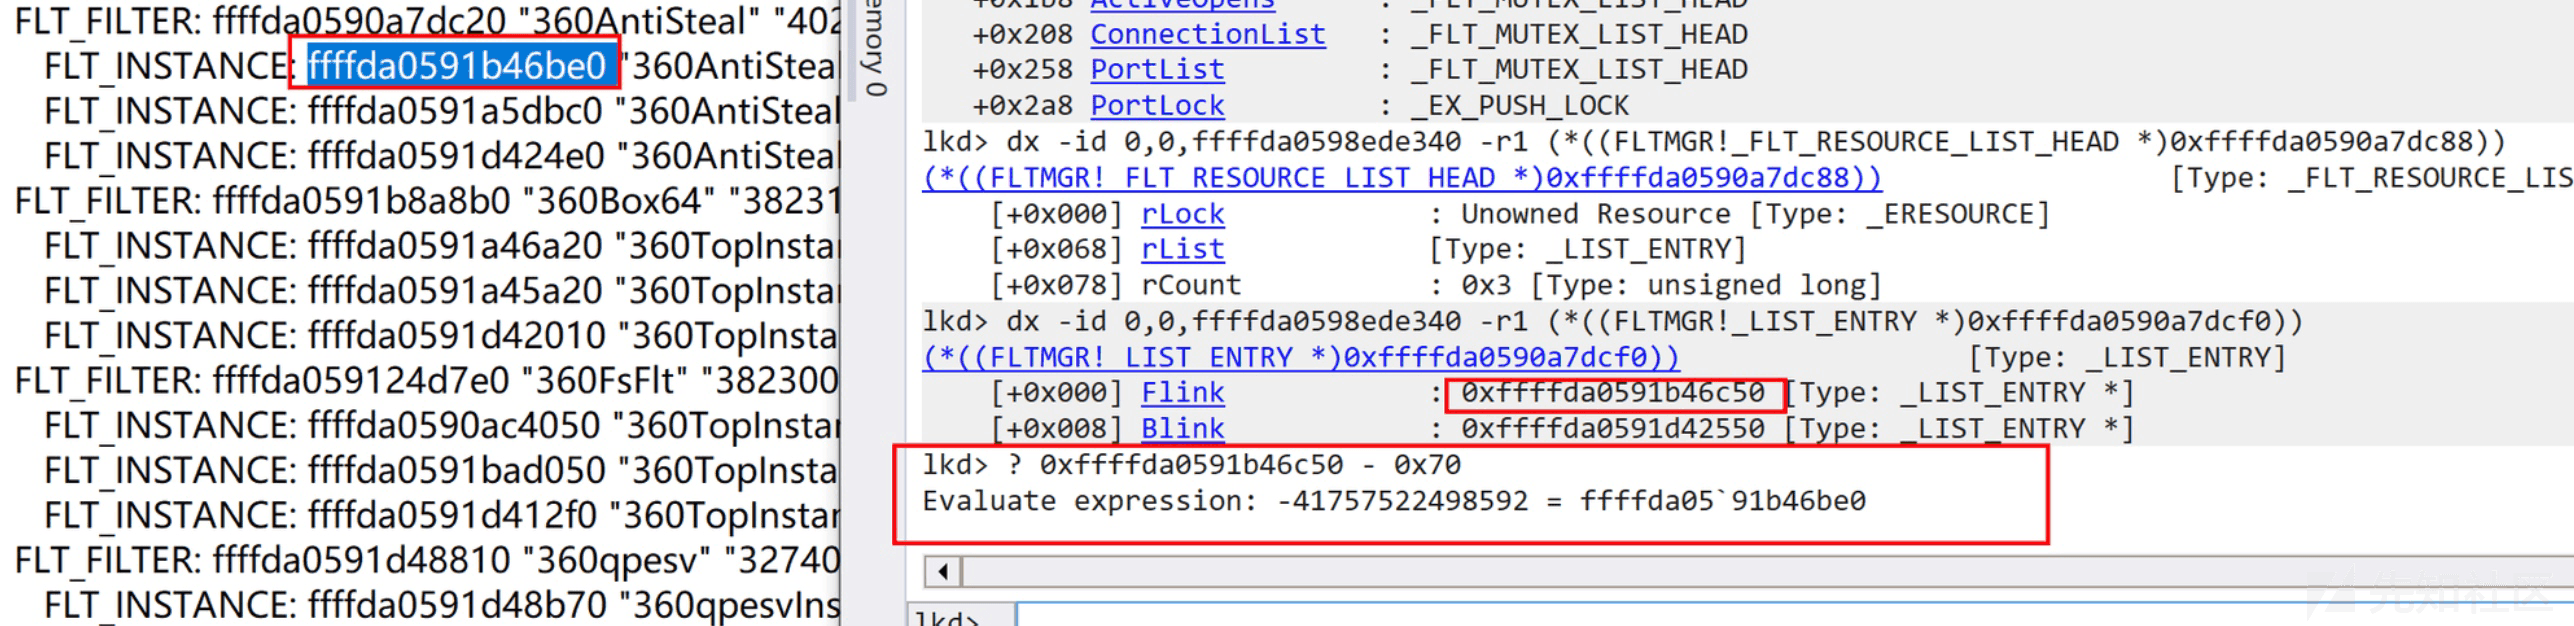 FLT_FILTER: ffffda0590a7dc20 "360AntiSteal" "402
FLT_INSTANCE: ffffda0591b46be0 "360AntiSteal
FLT_INSTANCE: ffffda0591a5dbc0 "360AntiSteal
FLT_INSTANCE: ffffda0591d424e0 "360AntiSteal
FLT_FILTER: ffffda0591b8a8b0 "360Box64" "38231
FLT_INSTANCE: ffffda0591a46a20 "360TopInstan
FLT_INSTANCE: ffffda0591a45a20 "360TopInstan
FLT_INSTANCE: ffffda0591d42010 "360TopInsta
FLT_FILTER: ffffda059124d7e0 "360FsFlt" "382300
FLT_INSTANCE: ffffda0590ac4050 "360TopInstan
FLT_INSTANCE: ffffda0591bad050 "360TopInsta
FLT_INSTANCE: ffffda0591d412f0 "360TopInstan
FLT_FILTER: ffffda0591d48810 "360qpesv" "32740
FLT_INSTANCE: ffffda0591d48b70 "360qpesvIns
emory 0
+0x1b8 ActiveOpens : _FLT_MUTEX_LIST_HEAD
+0x208 ConnectionList : _FLT_MUTEX_LIST_HEAD
+0x258 PortList : _FLT_MUTEX_LIST_HEAD
+0x2a8 PortLock : _EX_PUSH_LOCK
lkd> dx -id 0,0,ffffda0598ede340 -r1 (*((FLTMGR!_FLT_RESOURCE_LIST_HEAD *)0xffffda0590a7dc88))
(*((FLTMGR!_FLT_RESOURCE_LIST_HEAD *)0xffffda0590a7dc88)) [Type: _FLT_RESOURCE_LIS
[+0x000] rLock : Unowned Resource [Type: _ERESOURCE]
[+0x068] rList [Type: _LIST_ENTRY]
[+0x078] rCount : 0x3 [Type: unsigned long]
lkd> dx -id 0,0,ffffda0598ede340 -r1 (*((FLTMGR!_LIST_ENTRY *)0xffffda0590a7dcf0))
(*((FLTMGR!_LIST_ENTRY *)0xffffda0590a7dcf0)) [Type: _LIST_ENTRY]
[+0x000] Flink : 0xffffda0591b46c50 [Type: _LIST_ENTRY *]
[+0x008] Blink : 0xffffda0591d42550 [Type: _LIST_ENTRY *]
lkd> ? 0xffffda0591b46c50 - 0x70
Evaluate expression: -41757522498592 = ffffda05`91b46be0
lkd>
先知社区